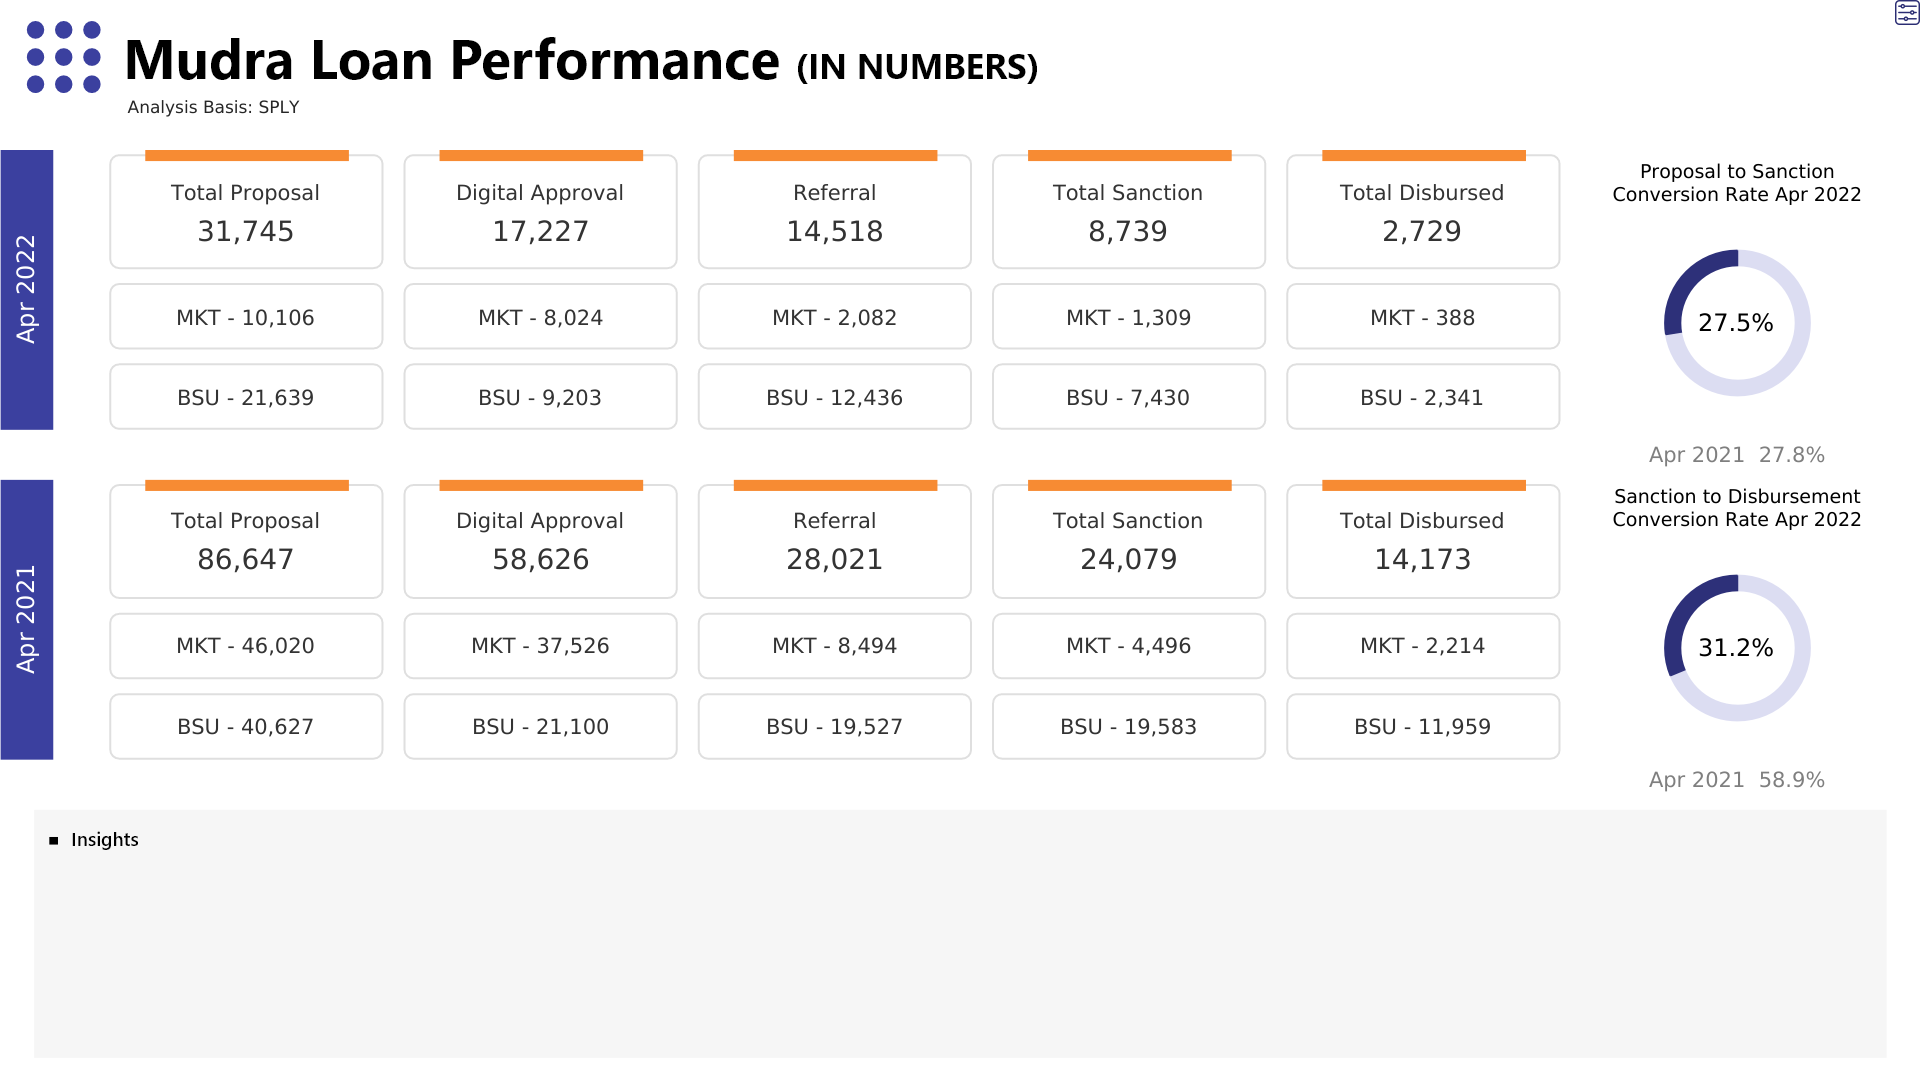 Mudra Loan Performance (IN NUMBERS)
Analysis Basis: SPLY
Apr 2022
Total Proposal
31,745
Digital Approval
17,227
Referral
14,518
Total Sanction
8,739
Total Disbursed
2,729
MKT - 10,106
MKT - 8,024
MKT - 2,082
MKT - 1,309
MKT - 388
BSU - 21,639
BSU - 9,203
BSU - 12,436
BSU - 7,430
BSU - 2,341
Proposal to Sanction
Conversion Rate Apr 2022
27.5%
Apr 2021 27.8%
Apr 2021
Total Proposal
86,647
Digital Approval
58,626
Referral
28,021
Total Sanction
24,079
Total Disbursed
14,173
MKT - 46,020
MKT - 37,526
MKT - 8,494
MKT - 4,496
MKT - 2,214
BSU - 40,627
BSU - 21,100
BSU - 19,527
BSU - 19,583
BSU - 11,959
Sanction to Disbursement
Conversion Rate Apr 2022
31.2%
Apr 2021 58.9%
Insights